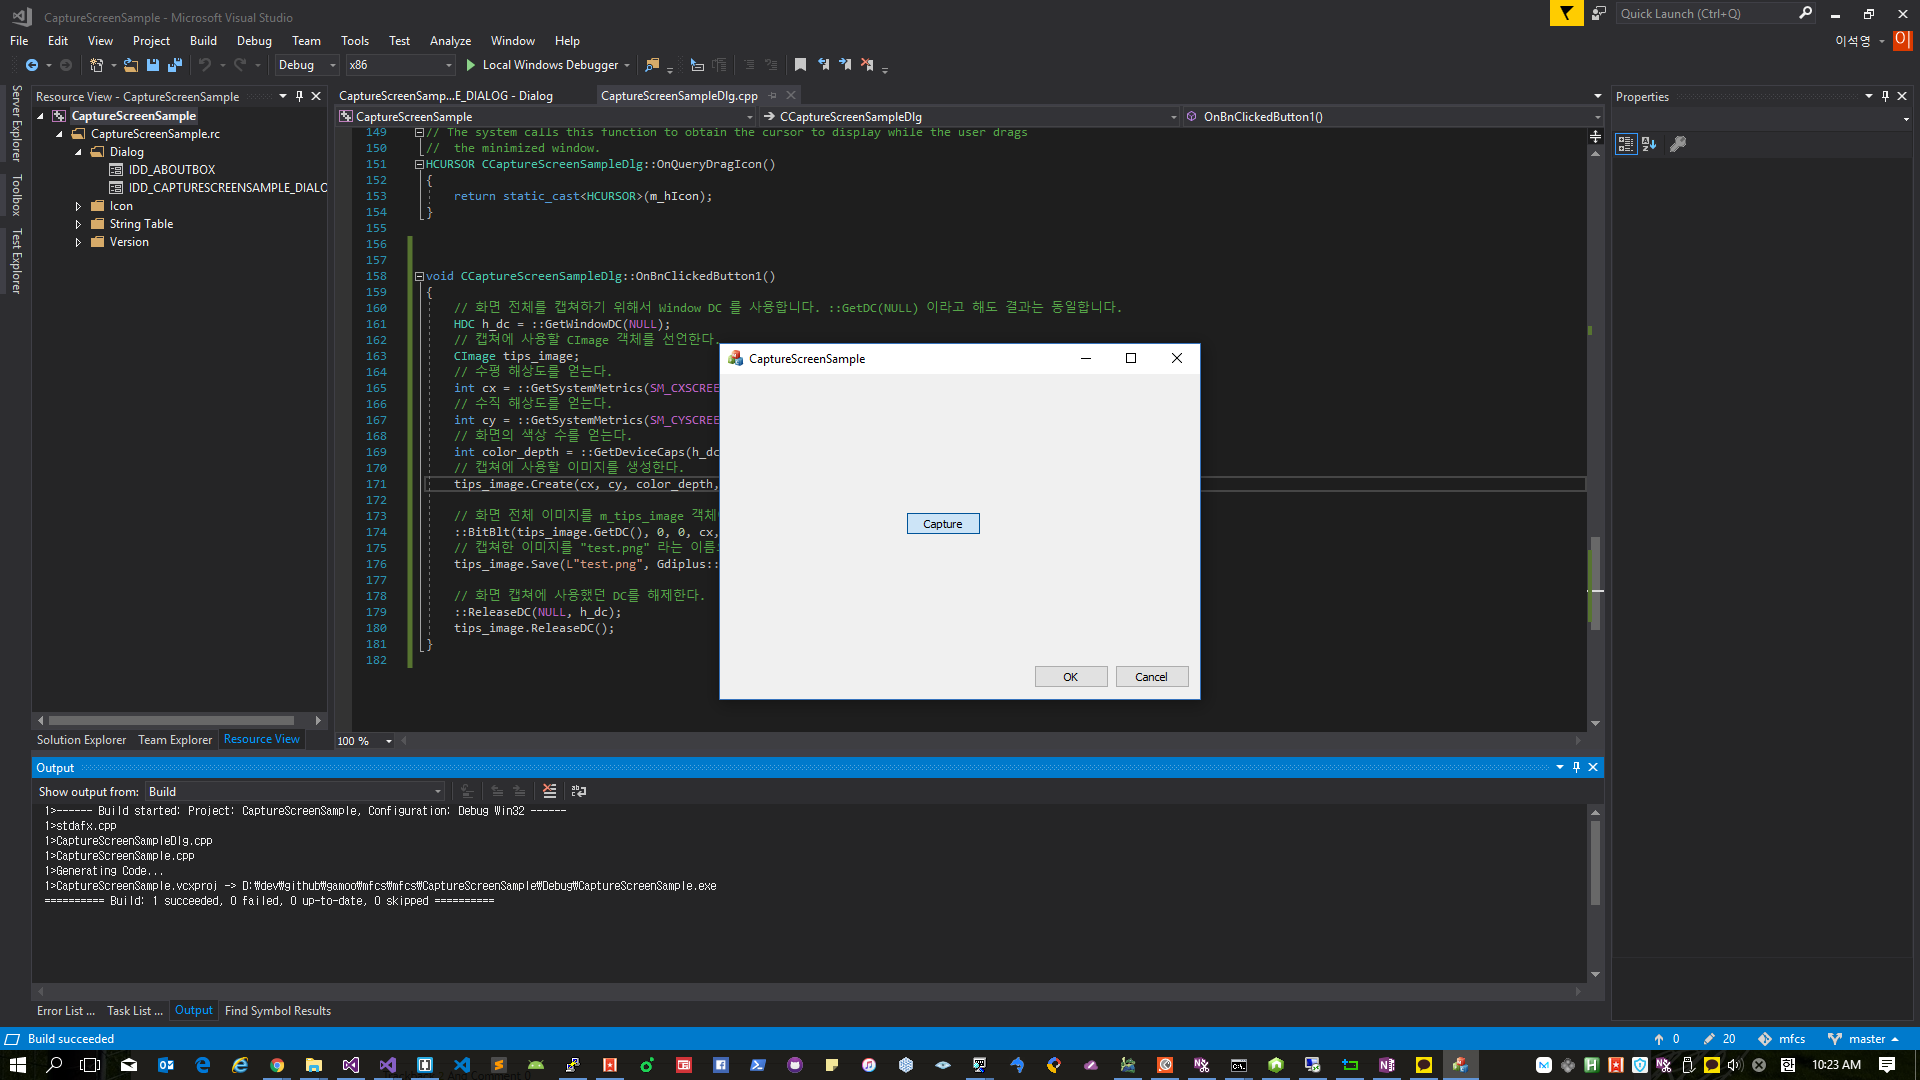 CaptureScreenSample - Microsoft Visual Studio
Quick Launch (Ctrl+Q)
File Edit View Project Build Debug Team Tools Test Analyze Window Help
이석영
이
Debug x86 Local Windows Debugger
Server Explorer
Toolbox
Test Explorer
Resource View - CaptureScreenSample
CaptureScreenSample
CaptureScreenSample.rc
Dialog
IDD_ABOUTBOX
IDD_CAPTURESCREENSAMPLE_DIALO
Icon
String Table
Version
Solution Explorer Team Explorer Resource View
CaptureScreenSamp...E_DIALOG - Dialog CaptureScreenSampleDlg.cpp
CaptureScreenSample CCaptureScreenSampleDlg OnBnClickedButton1()
149 // The system calls this function to obtain the cursor to display while the user drags
150 //  the minimized window.
151 HCURSOR CCaptureScreenSampleDlg::OnQueryDragIcon()
152 {
153 return static_cast<HCURSOR>(m_hIcon);
154 }
155
156
157
158 void CCaptureScreenSampleDlg::OnBnClickedButton1()
159 {
160 // 화면 전체를 캡쳐하기 위해서 Window DC 를 사용합니다. ::GetDC(NULL) 이라고 해도 결과는 동일합니다.
161 HDC h_dc = ::GetWindowDC(NULL);
162 // 캡쳐에 사용할 CImage 객체를 선언한다.
163 CImage tips_image;
164 // 수평 해상도를 얻는다.
165 int cx = ::GetSystemMetrics(SM_CXSCREE
166 // 수직 해상도를 얻는다.
167 int cy = ::GetSystemMetrics(SM_CYSCREE
168 // 화면의 색상 수를 얻는다.
169 int color_depth = ::GetDeviceCaps(h_dc
170 // 캡쳐에 사용할 이미지를 생성한다.
171 tips_image.Create(cx, cy, color_depth,
172
173 // 화면 전체 이미지를 m_tips_image 객체
174 ::BitBlt(tips_image.GetDC(), 0, 0, cx,
175 // 캡쳐한 이미지를 "test.png" 라는 이름
176 tips_image.Save(L"test.png", Gdiplus::
177
178 // 화면 캡쳐에 사용했던 DC를 해제한다.
179 ::ReleaseDC(NULL, h_dc);
180 tips_image.ReleaseDC();
181 }
182
100 %
CaptureScreenSample
Capture
OK Cancel
Properties
Output
Show output from: Build
1>------ Build started: Project: CaptureScreenSample, Configuration: Debug Win32 ------
1>stdafx.cpp
1>CaptureScreenSampleDlg.cpp
1>CaptureScreenSample.cpp
1>Generating Code...
1>CaptureScreenSample.vcxproj -> D:₩dev₩github₩gamoo₩mfcs₩mfcs₩CaptureScreenSample₩Debug₩CaptureScreenSample.exe
========== Build: 1 succeeded, 0 failed, 0 up-to-date, 0 skipped ==========
Error List ... Task List ... Output Find Symbol Results
Build succeeded 0 20 mfcs master
10:23 AM